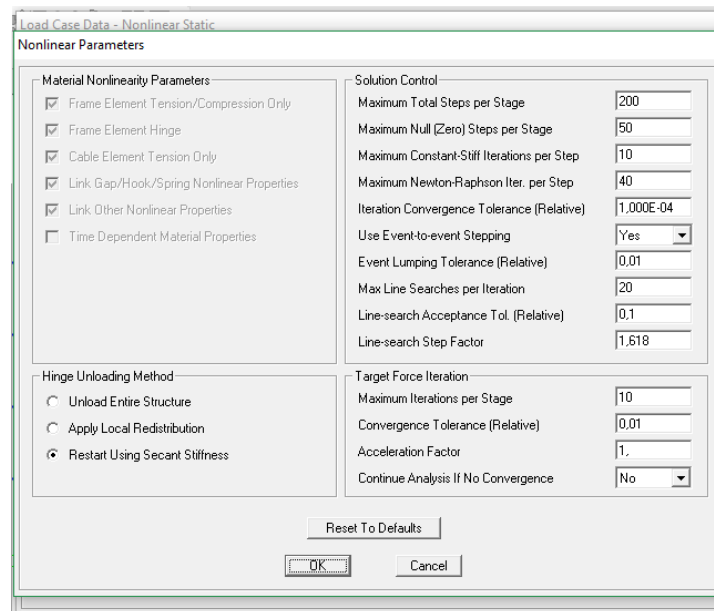 Load Case Data - Nonlinear Static
Nonlinear Parameters
Material Nonlinearity Parameters
Frame Element Tension/Compression Only
Frame Element Hinge
Cable Element Tension Only
Link Gap/Hook/Spring Nonlinear Properties
Link Other Nonlinear Properties
Time Dependent Material Properties
Solution Control
Maximum Total Steps per Stage 200
Maximum Null (Zero) Steps per Stage 50
Maximum Constant-Stiff Iterations per Step 10
Maximum Newton-Raphson Iter. per Step 40
Iteration Convergence Tolerance (Relative) 1,000E-04
Use Event-to-event Stepping Yes
Event Lumping Tolerance (Relative) 0,01
Max Line Searches per Iteration 20
Line-search Acceptance Tol. (Relative) 0,1
Line-search Step Factor 1,618
Hinge Unloading Method
Unload Entire Structure
Apply Local Redistribution
Restart Using Secant Stiffness
Target Force Iteration
Maximum Iterations per Stage 10
Convergence Tolerance (Relative) 0,01
Acceleration Factor 1,
Continue Analysis If No Convergence No
Reset To Defaults
OK Cancel